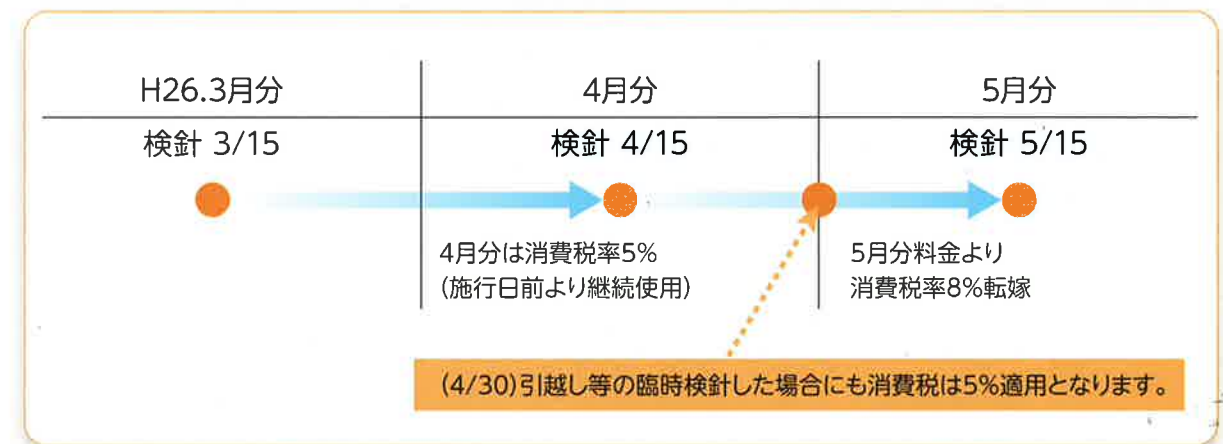 H26.3月分
4月分
5月分
検針 3/15
検針 4/15
検針 5/15
4月分は消費税率5%
(施行日前より継続使用)
5月分料金より
消費税率8%転嫁
(4/30)引越し等の臨時検針した場合にも消費税は5%適用となります。